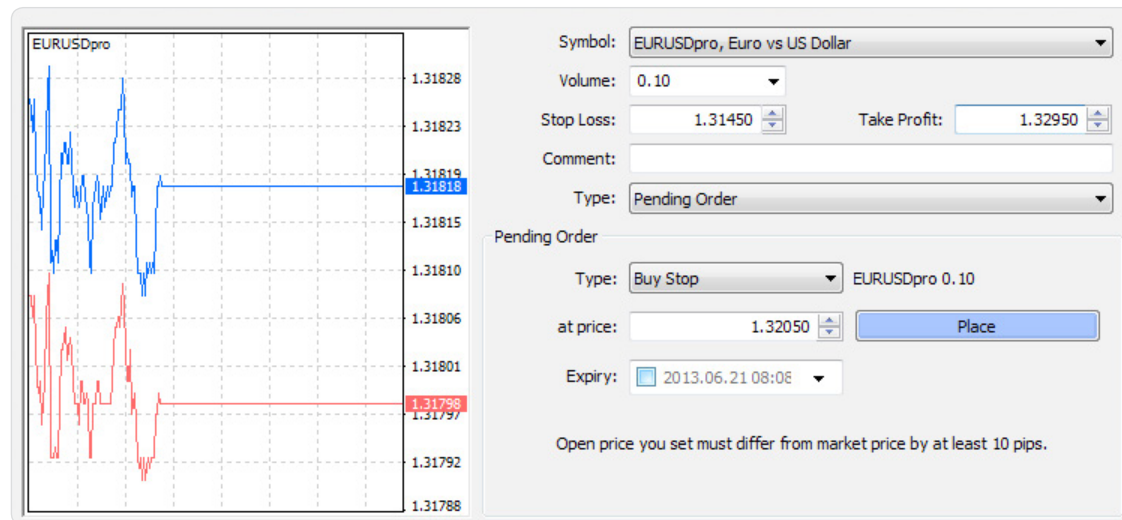 EURUSDpro
1.31828
1.31823
1.31819
1.31818
1.31815
1.31810
1.31806
1.31801
1.31798
1.31797
1.31792
1.31788
Symbol: EURUSDpro, Euro vs US Dollar
Volume: 0.10
Stop Loss: 1.31450 Take Profit: 1.32950
Comment:
Type: Pending Order
Pending Order
Type: Buy Stop EURUSDpro 0.10
at price: 1.32050 Place
Expiry: 2013.06.21 08:08
Open price you set must differ from market price by at least 10 pips.